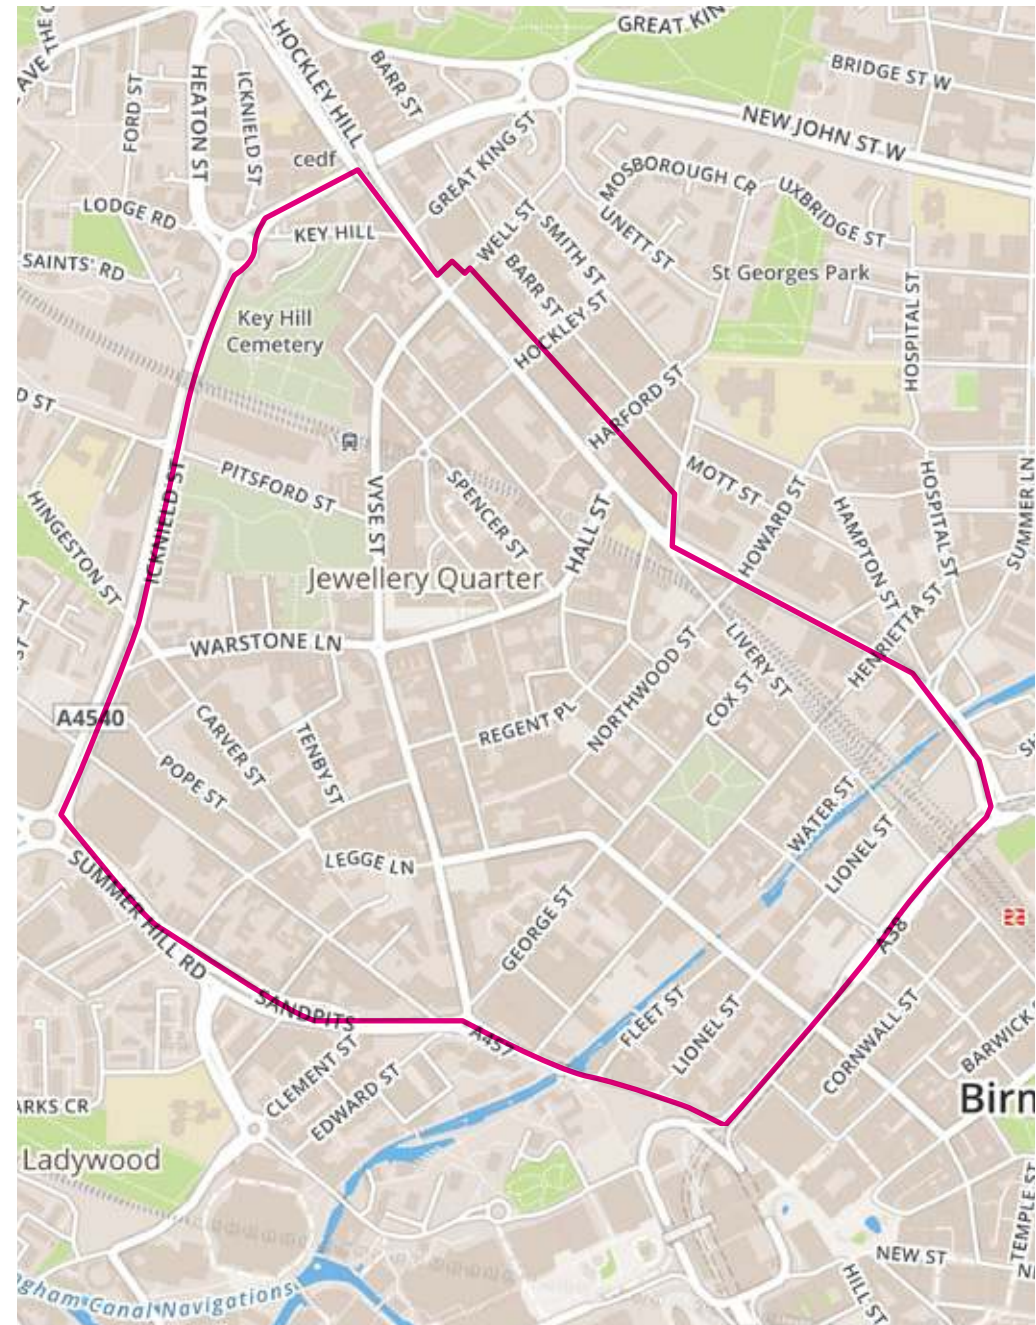 GREAT KIN
HOCKLEY HILL
BARR ST
BRIDGE ST W
AVE
THE
FORD ST
HEATON ST
ICKNIELD ST
NEW JOHN ST W
cedf
GREAT KING ST
MOSBOROUGH CR
UXBRIDGE ST
LODGE RD
KEY HILL
WELL ST
SMITH ST
UNETT ST
SAINTS' RD
BARR ST
St Georges Park
HOSPITAL ST
Key Hill
Cemetery
HOCKLEY ST
D ST
HARFORD ST
PITSFORD ST
VYSE ST
SPENCER ST
MOTT ST
HOWARD ST
HOSPITAL ST
SUMMER LN
HINGESTON ST
ICKNIELD ST
HALL ST
HAMPTON ST
Jewellery Quarter
HENRIETTA ST
ST
WARSTONE LN
LIVERY ST
NORTHWOOD ST
COX ST
A4540
CARVER ST
TENBY ST
REGENT PL
POPE ST
WATER ST
LIONEL ST
LEGGE LN
SUMMER HILL RD
GEORGE ST
A38
SANDPITS
A457
FLEET ST
LIONEL ST
CORNWALL ST
BARWICK
CLEMENT ST
EDWARD ST
ARKS CR
Birn
Ladywood
TEMPLE ST
NEW ST
HILL ST
gham Canal Navigations